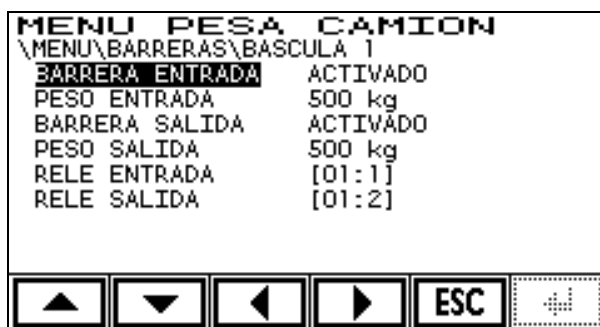 MENU PESA CAMION
\MENU\BARRERAS\BASCULA 1
BARRERA ENTRADA ACTIVADO
PESO ENTRADA 500 kg
BARRERA SALIDA ACTIVADO
PESO SALIDA 500 kg
RELE ENTRADA [01:1]
RELE SALIDA [01:2]
ESC